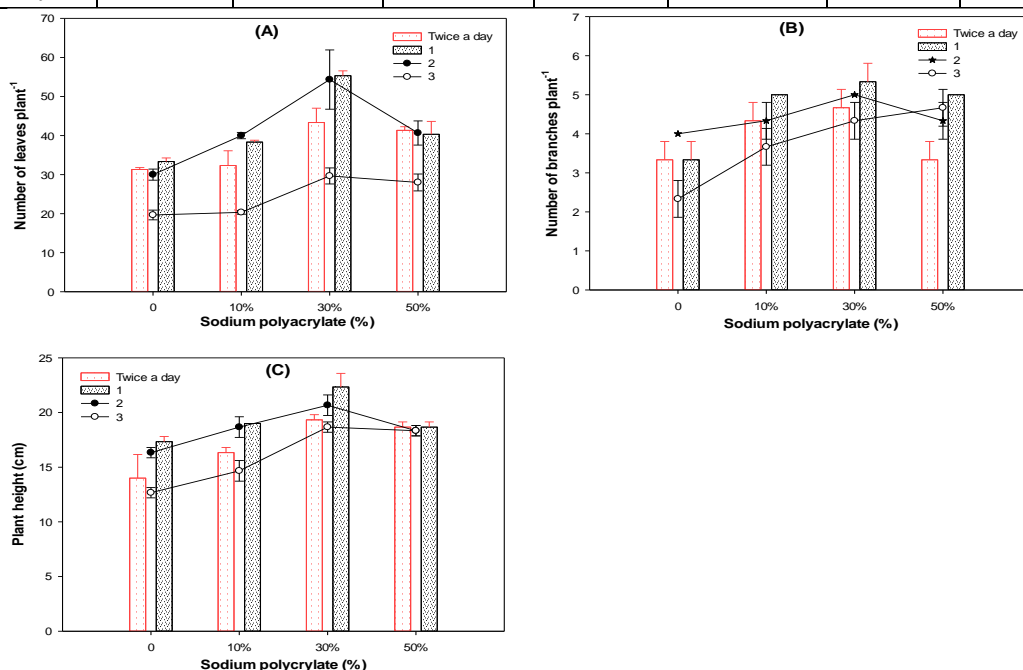 (A)
Number of leaves plant-1
70
60
50
40
30
20
10
0
Twice a day
1
2
3
0 10% 30% 50%
Sodium polyacrylate (%)
(B)
Number of branches plant-1
7
6
5
4
3
2
1
0
Twice a day
1
2
3
0 10% 30% 50%
Sodium polyacrylate (%)
(C)
Plant height (cm)
25
20
15
10
5
0
Twice a day
1
2
3
0 10% 30% 50%
Sodium polycrylate (%)